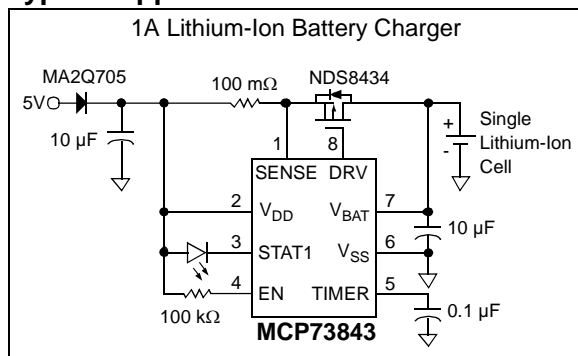 1A Lithium-Ion Battery Charger
MA2Q705
100 mΩ
NDS8434
5V
10 µF
+
-
Single
Lithium-Ion
Cell
1
8
SENSE
DRV
2
VDD
VBAT
7
10 µF
3
STAT1
VSS
6
4
EN
TIMER
5
100 kΩ
0.1 µF
MCP73843